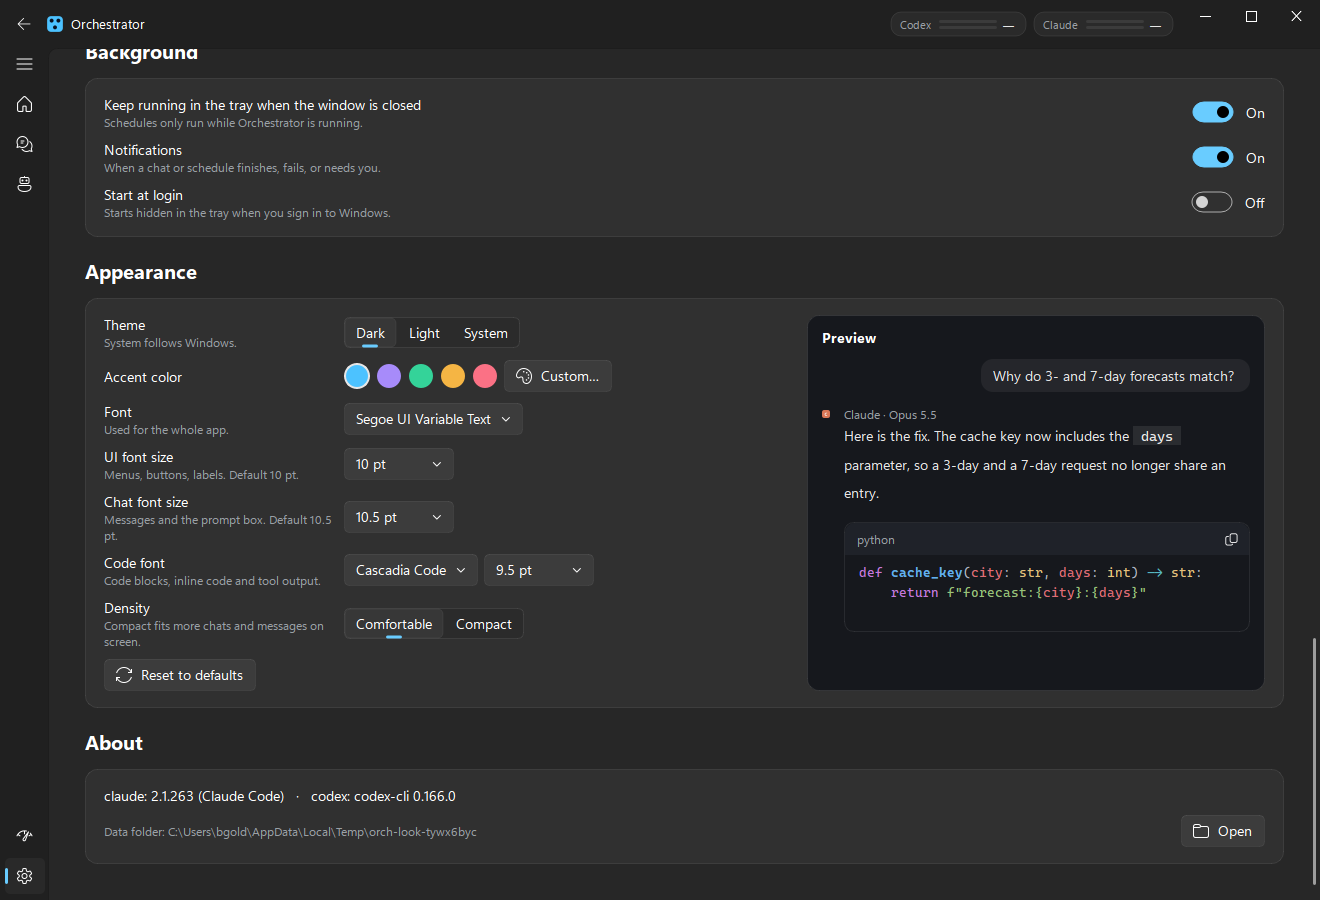 Orchestrator
Codex —
Claude —
Background
Keep running in the tray when the window is closed
Schedules only run while Orchestrator is running.
On
Notifications
When a chat or schedule finishes, fails, or needs you.
On
Start at login
Starts hidden in the tray when you sign in to Windows.
Off
Appearance
Theme
System follows Windows.
Dark Light System
Accent color
Custom...
Font
Used for the whole app.
Segoe UI Variable Text
UI font size
Menus, buttons, labels. Default 10 pt.
10 pt
Chat font size
Messages and the prompt box. Default 10.5
pt.
10.5 pt
Code font
Code blocks, inline code and tool output.
Cascadia Code 9.5 pt
Density
Compact fits more chats and messages on
screen.
Comfortable Compact
Reset to defaults
Preview
Why do 3- and 7-day forecasts match?
Claude · Opus 5.5
Here is the fix. The cache key now includes the days
parameter, so a 3-day and a 7-day request no longer share an
entry.
python
def cache_key(city: str, days: int) -> str:
    return f"forecast:{city}:{days}"
About
claude: 2.1.263 (Claude Code) · codex: codex-cli 0.166.0
Data folder: C:\Users\bgold\AppData\Local\Temp\orch-look-tywx6byc
Open